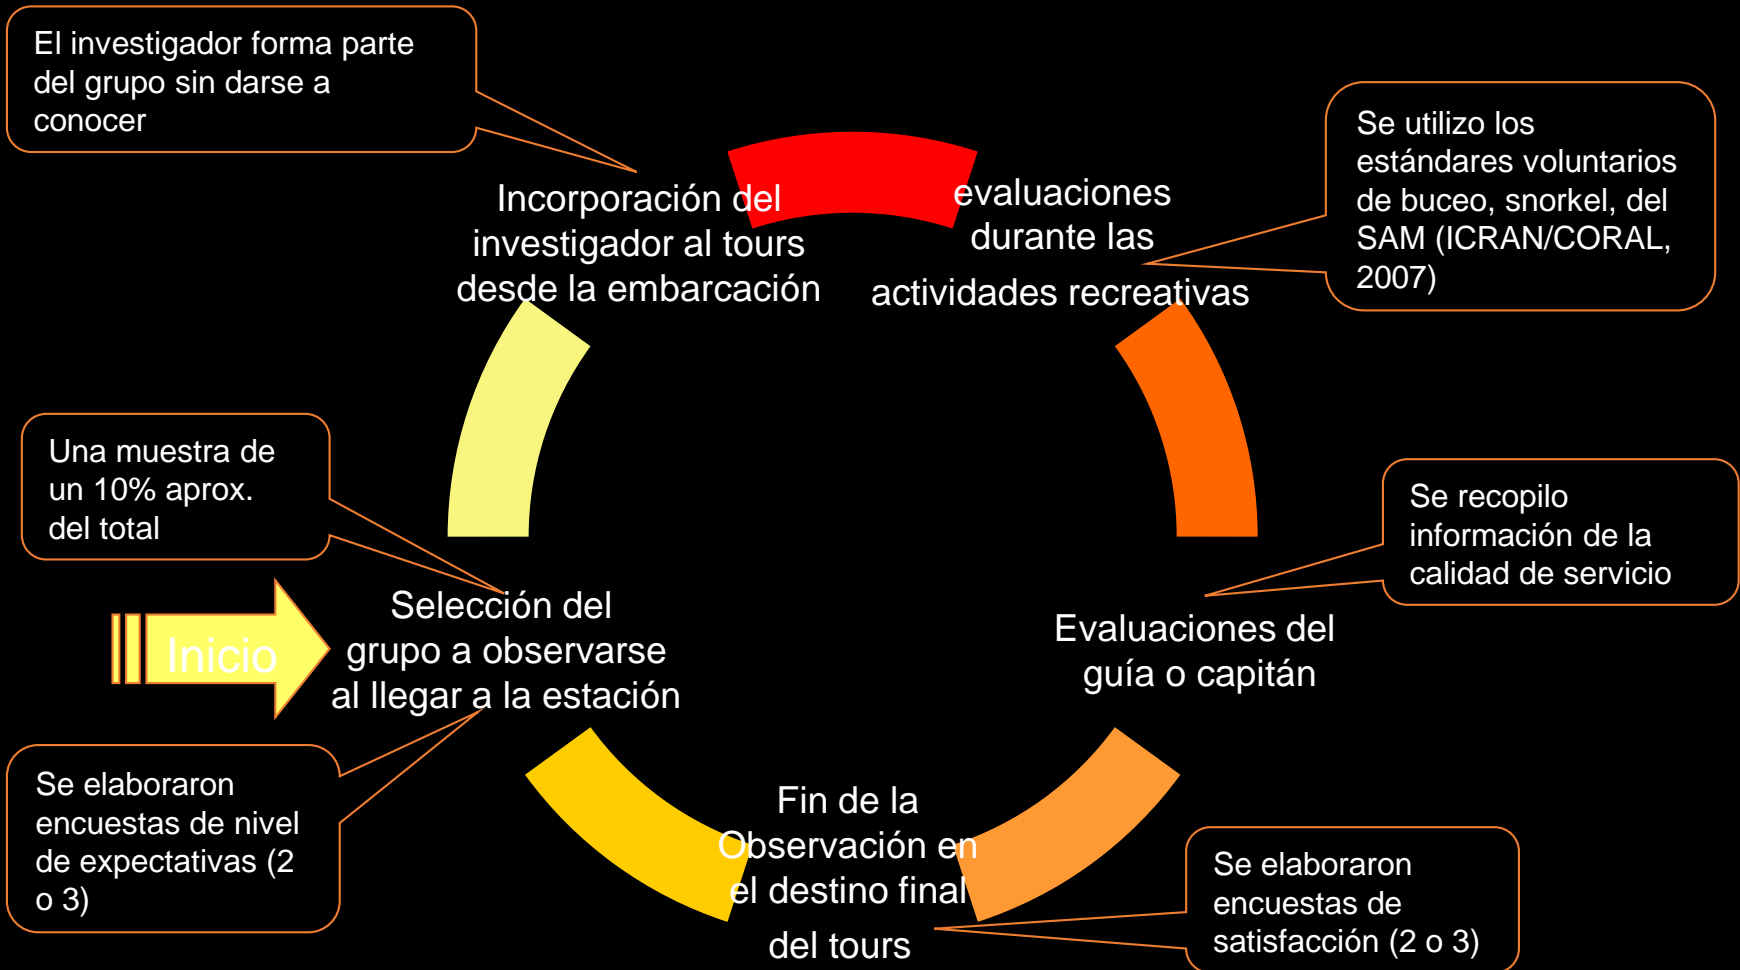 El investigador forma parte
del grupo sin darse a
conocer
Incorporación del
investigador al tours
desde la embarcación
evaluaciones
durante las
actividades recreativas
Se utilizo los
estándares voluntarios
de buceo, snorkel, del
SAM (ICRAN/CORAL,
2007)
Una muestra de
un 10% aprox.
del total
Inicio
Selección del
grupo a observarse
al llegar a la estación
Se recopilo
información de la
calidad de servicio
Evaluaciones del
guía o capitán
Se elaboraron
encuestas de nivel
de expectativas (2
o 3)
Fin de la
Observación en
el destino final
del tours
Se elaboraron
encuestas de
satisfacción (2 o 3)